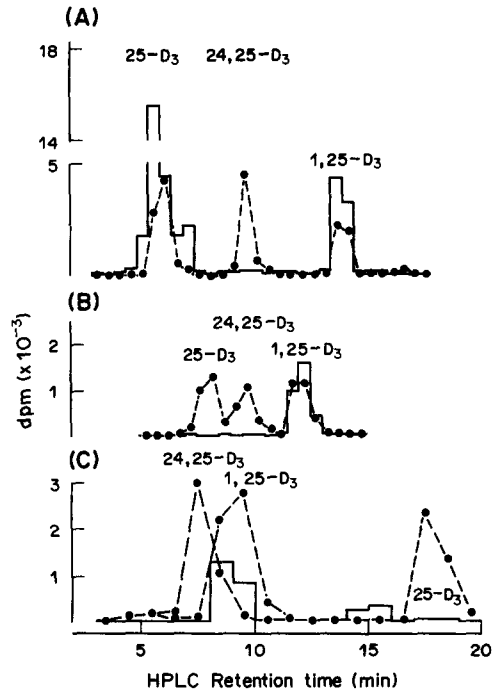 (A)
18
25-D₃ 24,25-D₃
14
5
1,25-D₃
(B)
24,25-D₃
2
25-D₃ 1,25-D₃
1
dpm (x 10⁻³)
(C)
24,25-D₃
1,25-D₃
3
2
1
25-D₃
5 10 15 20
HPLC Retention time (min)